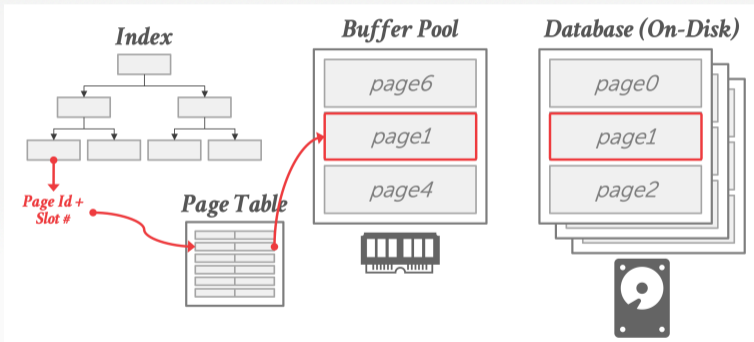 Index
Buffer Pool
Database (On-Disk)
page6
page0
page1
page1
page4
page2
Page Id +
Slot #
Page Table